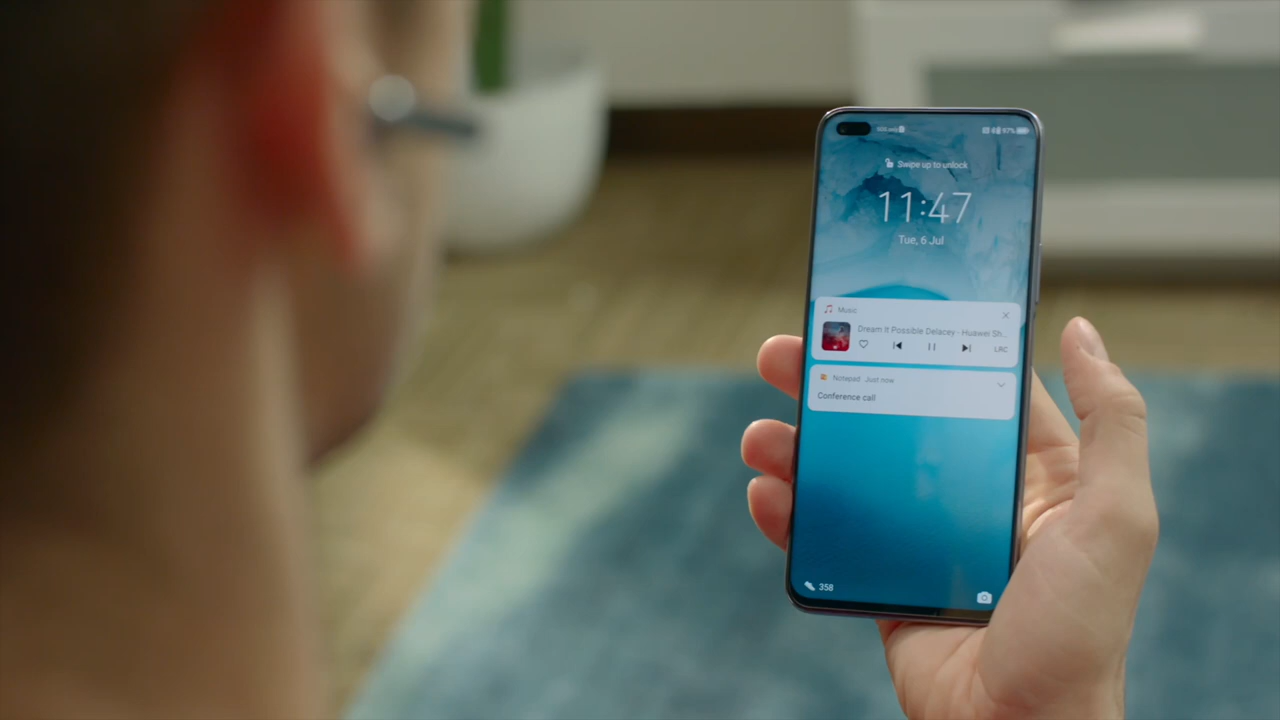 97%
Swipe up to unlock
11:47
Tue, 6 Jul
Music
Dream It Possible Delacey - Huawei Sh...
LRC
Notepad Just now
Conference call
358